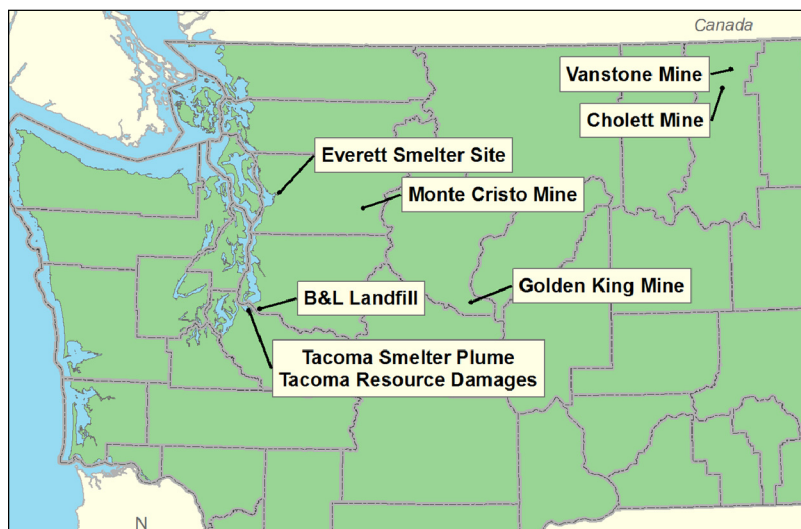 Canada
Vanstone Mine
Cholett Mine
Everett Smelter Site
Monte Cristo Mine
Golden King Mine
B&L Landfill
Tacoma Smelter Plume
Tacoma Resource Damages
N